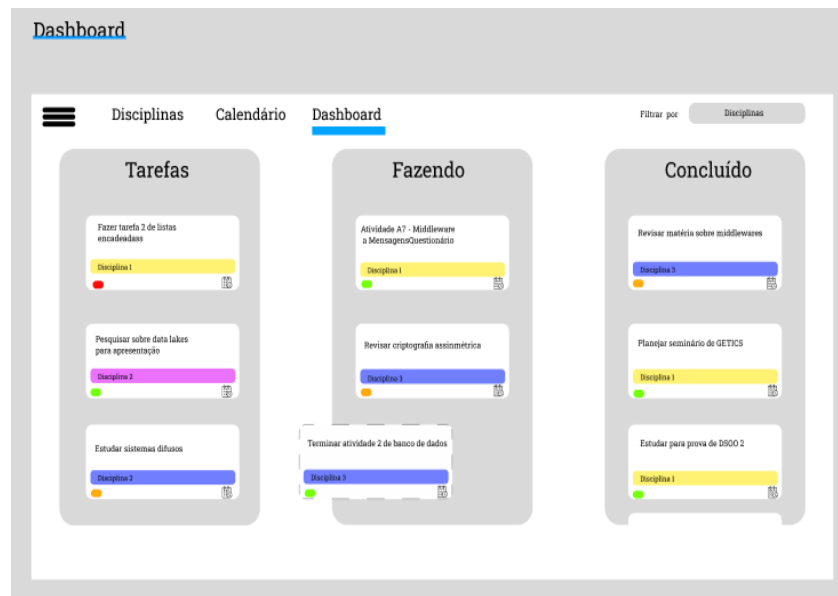 Dashboard
Disciplinas Calendário Dashboard
Filtrar por Disciplinas
Tarefas
Fazer tarefa 2 de listas
encadeadass
Disciplina 1
Pesquisar sobre data lakes
para apresentação
Disciplina 2
Estudar sistemas difusos
Disciplina 2
Fazendo
Atividade A7 - Middleware
a MensagensQuestionário
Disciplina 1
Revisar criptografia assinmétrica
Disciplina 3
Terminar atividade 2 de banco de dados
Disciplina 3
Concluído
Revisar matéria sobre middlewares
Disciplina 3
Planejar seminário de GETICS
Disciplina 1
Estudar para prova de DSOO 2
Disciplina 1